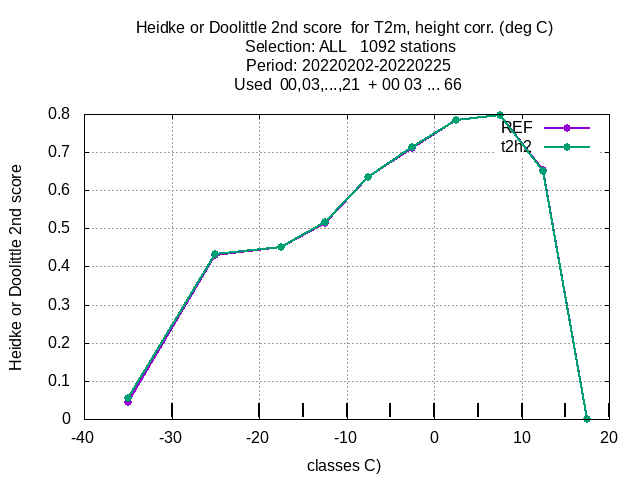 Heidke or Doolittle 2nd score  for T2m, height corr. (deg C)
Selection: ALL   1092 stations
Period: 20220202-20220225
Used  00,03,...,21  + 00 03 ... 66
Heidke or Doolittle 2nd score
0.8
0.7
0.6
0.5
0.4
0.3
0.2
0.1
0
REF
t2h2
-40 -30 -20 -10 0 10 20
classes C)